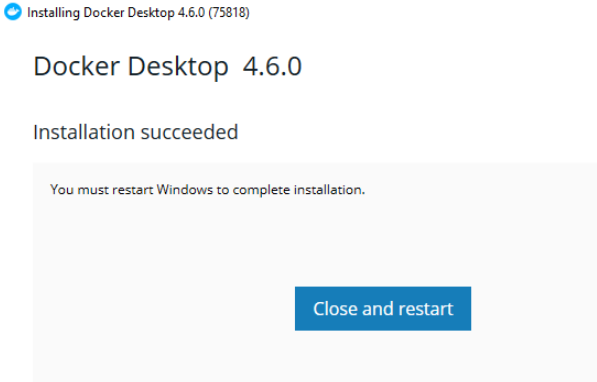 Installing Docker Desktop 4.6.0 (75818)
Docker Desktop 4.6.0
Installation succeeded
You must restart Windows to complete installation.
Close and restart